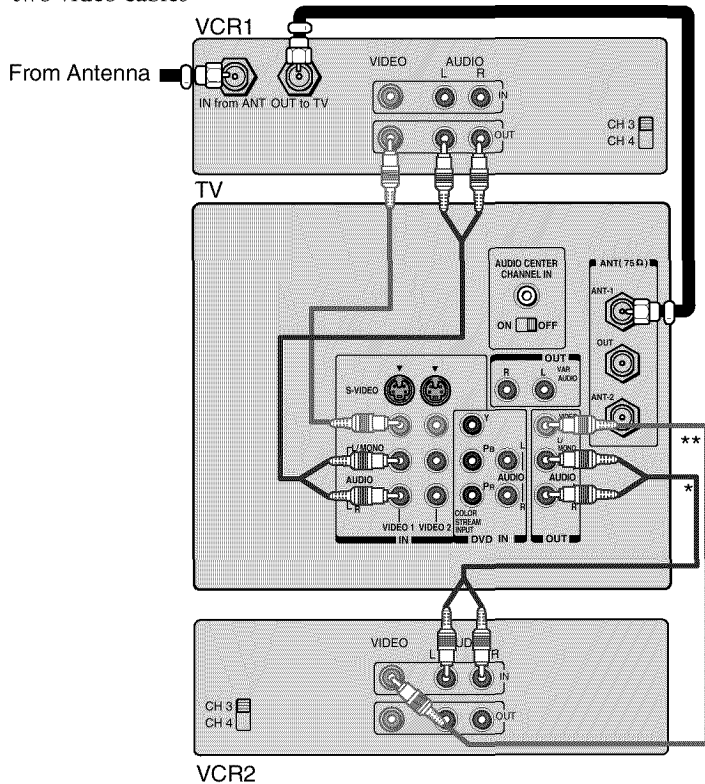 two video cables
VCR1
From Antenna
IN from ANT OUT to TV
VIDEO
AUDIO
L R
IN
OUT
CH 3
CH 4
TV
AUDIO CENTER
CHANNEL IN
ON OFF
ANT( 75 Ω )
ANT-1
OUT
ANT-2
OUT
R L
VAR
AUDIO
S-VIDEO
L/MONO
AUDIO
L R
VIDEO 1 VIDEO 2
IN
Y
PB
PR
L
AUDIO
R
COLOR
STREAM
INPUT
DVD IN
VIDEO
L/
MONO
AUDIO
R
OUT
**
*
VIDEO
L R
IN
OUT
CH 3
CH 4
VCR2